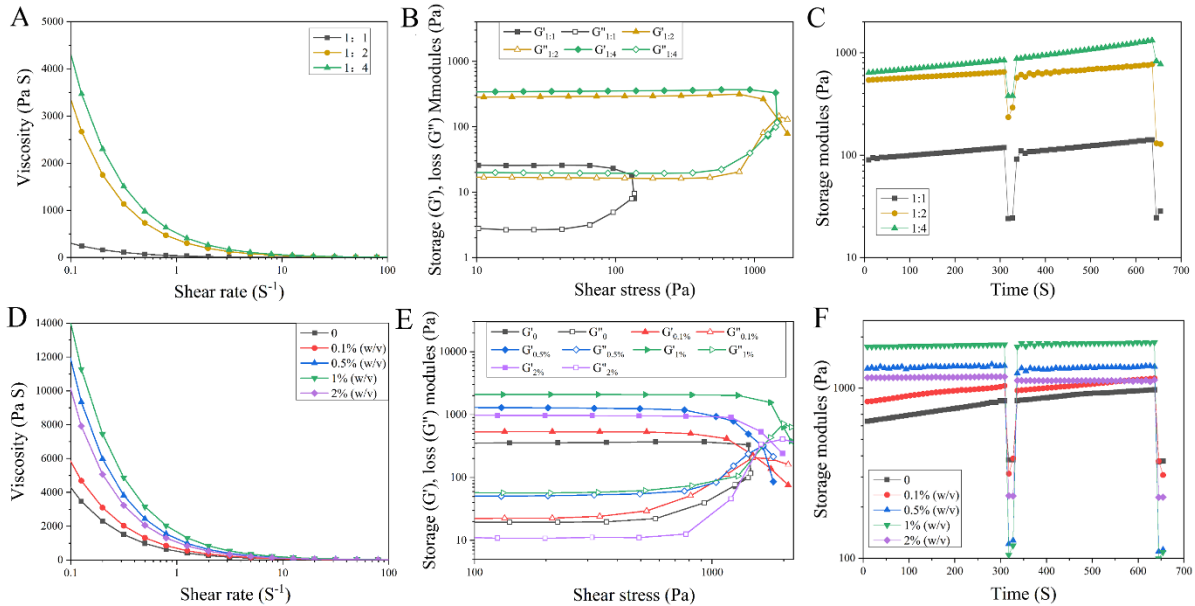 A
5000
4000
3000
2000
1000
0
0.1
1
10
100
Viscosity (Pa S)
Shear rate (S⁻¹)
1：1
1：2
1：4
B
1000
100
10
1
10
100
1000
Storage (G'), loss (G'') Mmodules (Pa)
Shear stress (Pa)
G'1:1 G''1:1 G'1:2
G''1:2 G'1:4 G''1:4
C
1000
100
10
0 100 200 300 400 500 600 700
Storage modules (Pa)
Time (S)
1:1
1:2
1:4
D
14000
12000
10000
8000
6000
4000
2000
0
0.1
1
10
100
Viscosity (Pa S)
Shear rate (S⁻¹)
0
0.1% (w/v)
0.5% (w/v)
1% (w/v)
2% (w/v)
E
10000
1000
100
10
1000
Storage (G'), loss (G'') modules (Pa)
Shear stress (Pa)
G'0 G''0 G'0.1% G''0.1%
G'0.5% G''0.5% G'1% G''1%
G'2% G''2%
F
1000
100
0 100 200 300 400 500 600 700
Storage modules (Pa)
Time (S)
0
0.1% (w/v)
0.5% (w/v)
1% (w/v)
2% (w/v)